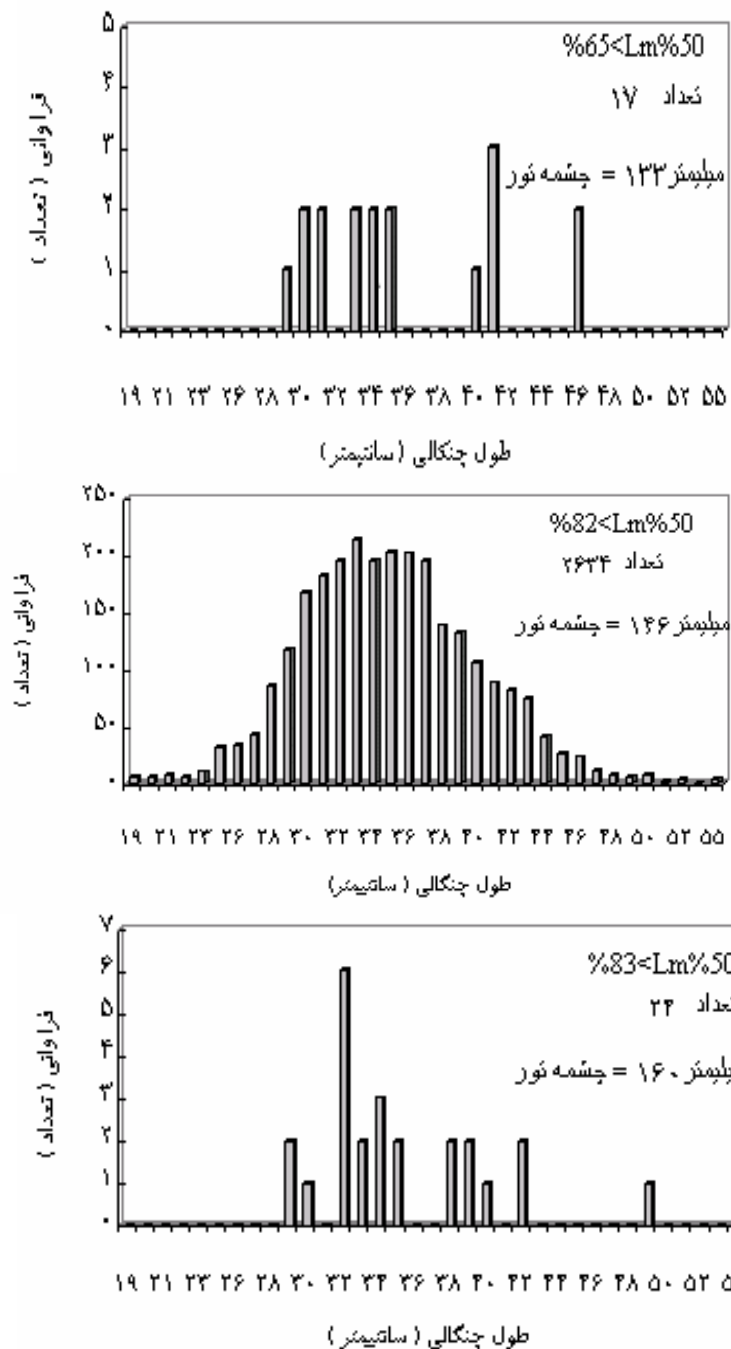 ۵
۴
۳
۲
۱
۰
فراوانی ( تعداد )
%65<Lm%50
تعداد ۱۷
میلیمتر ۱۳۳ = چشمه تور
۱۹ ۲۱ ۲۳ ۲۶ ۲۸ ۳۰ ۳۲ ۳۴ ۳۶ ۳۸ ۴۰ ۴۲ ۴۴ ۴۶ ۴۸ ۵۰ ۵۲ ۵۵
طول چنگالی ( سانتیمتر )
۲۵۰
۲۰۰
۱۵۰
۱۰۰
۵۰
۰
فراوانی ( تعداد )
%82<Lm%50
تعداد ۲۶۳۴
میلیمتر ۱۴۶ = چشمه تور
۱۹ ۲۱ ۲۳ ۲۶ ۲۸ ۳۰ ۳۲ ۳۴ ۳۶ ۳۸ ۴۰ ۴۲ ۴۴ ۴۶ ۴۸ ۵۰ ۵۲ ۵۵
طول چنگالی ( سانتیمتر )
۷
۶
۵
۴
۳
۲
۱
۰
فراوانی ( تعداد )
%83<Lm%50
تعداد ۲۴
یلیمتر ۱۶۰ = چشمه تور
۱۹ ۲۱ ۲۳ ۲۶ ۲۸ ۳۰ ۳۲ ۳۴ ۳۶ ۳۸ ۴۰ ۴۲ ۴۴ ۴۶ ۴۸ ۵۰ ۵۲
طول چنگالی ( سانتیمتر )